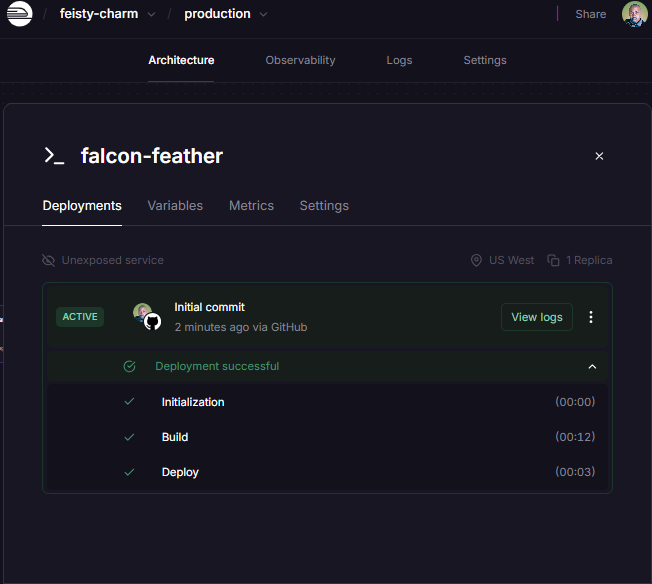 / feisty-charm / production Share
Architecture Observability Logs Settings
falcon-feather
Deployments Variables Metrics Settings
Unexposed service US West 1 Replica
ACTIVE Initial commit View logs
2 minutes ago via GitHub
Deployment successful
Initialization (00:00)
Build (00:12)
Deploy (00:03)